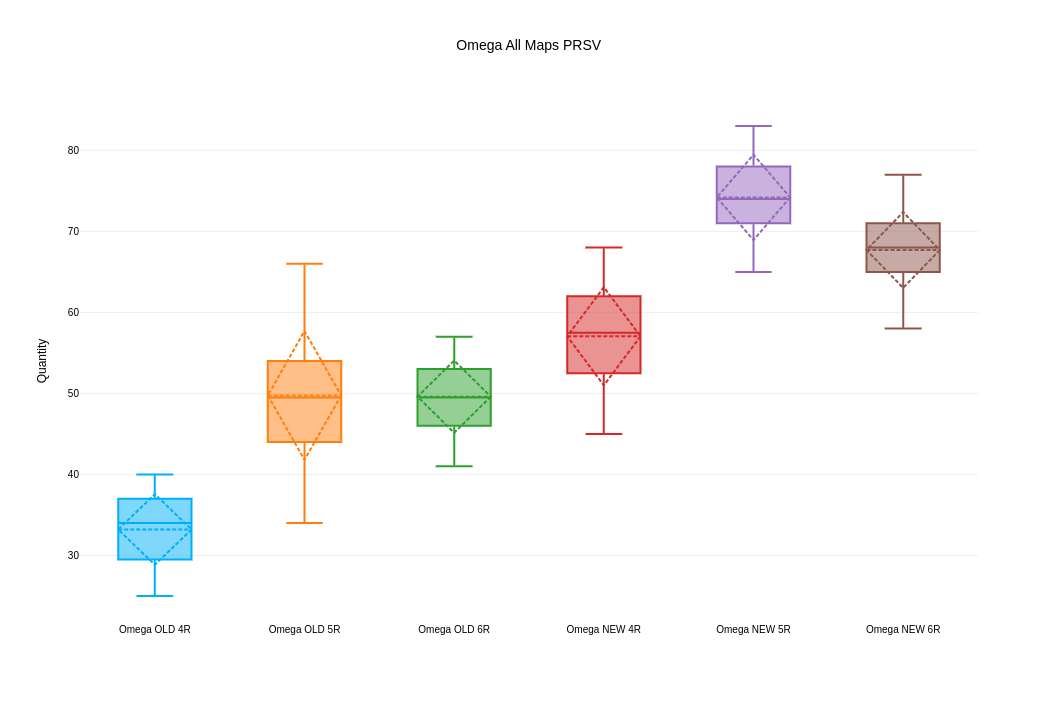 Omega All Maps PRSV
Quantity
80
70
60
50
40
30
Omega OLD 4R
Omega OLD 5R
Omega OLD 6R
Omega NEW 4R
Omega NEW 5R
Omega NEW 6R